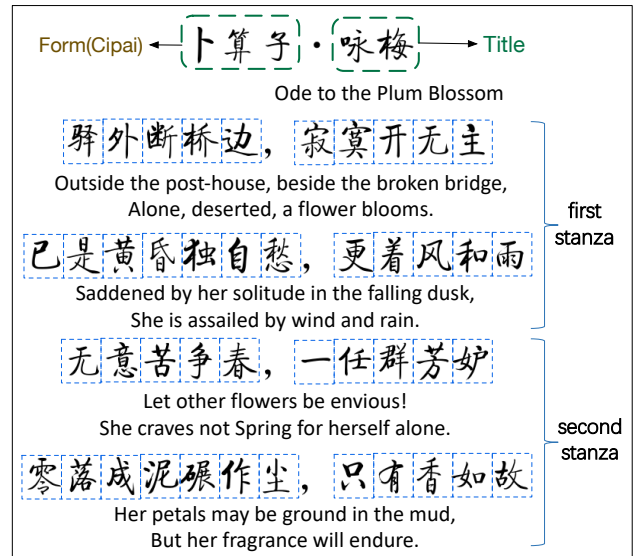 Form(Cipai) 卜算子·咏梅 Title
Ode to the Plum Blossom
驿外断桥边，寂寞开无主
Outside the post-house, beside the broken bridge,
Alone, deserted, a flower blooms.
first stanza
已是黄昏独自愁，更着风和雨
Saddened by her solitude in the falling dusk,
She is assailed by wind and rain.
无意苦争春，一任群芳妒
Let other flowers be envious!
She craves not Spring for herself alone.
second stanza
零落成泥碾作尘，只有香如故
Her petals may be ground in the mud,
But her fragrance will endure.